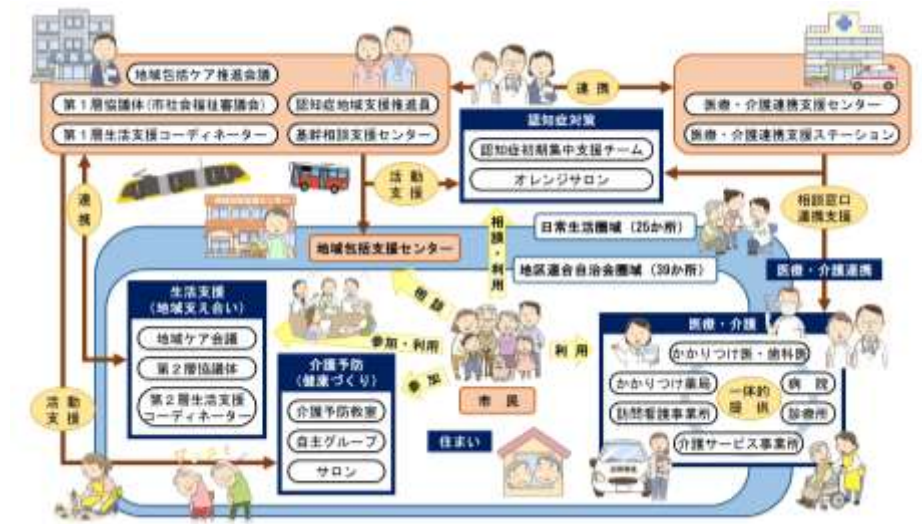 地域包括ケア推進会議
第１層協議体(市社会福祉審議会)
認知症地域支援推進員
第１層生活支援コーディネーター
基幹相談支援センター
連携
医療・介護連携支援センター
医療・介護連携支援ステーション
認知症対策
認知症初期集中支援チーム
オレンジサロン
連携
活動
支援
相談窓口
連携支援
地域包括支援センター
相談・利用
日常生活圏域（25か所）
地区連合自治会圏域（39か所）
医療・介護連携
生活支援
（地域支え合い）
地域ケア会議
第２層協議体
第２層生活支援
コーディネーター
相談
参加・利用
参加
利用
市民
介護予防
（健康づくり）
介護予防教室
自主グループ
サロン
住まい
医療・介護
かかりつけ医・歯科医
かかりつけ薬局
病院
一体的
提供
訪問看護事業所
診療所
介護サービス事業所
活動
支援